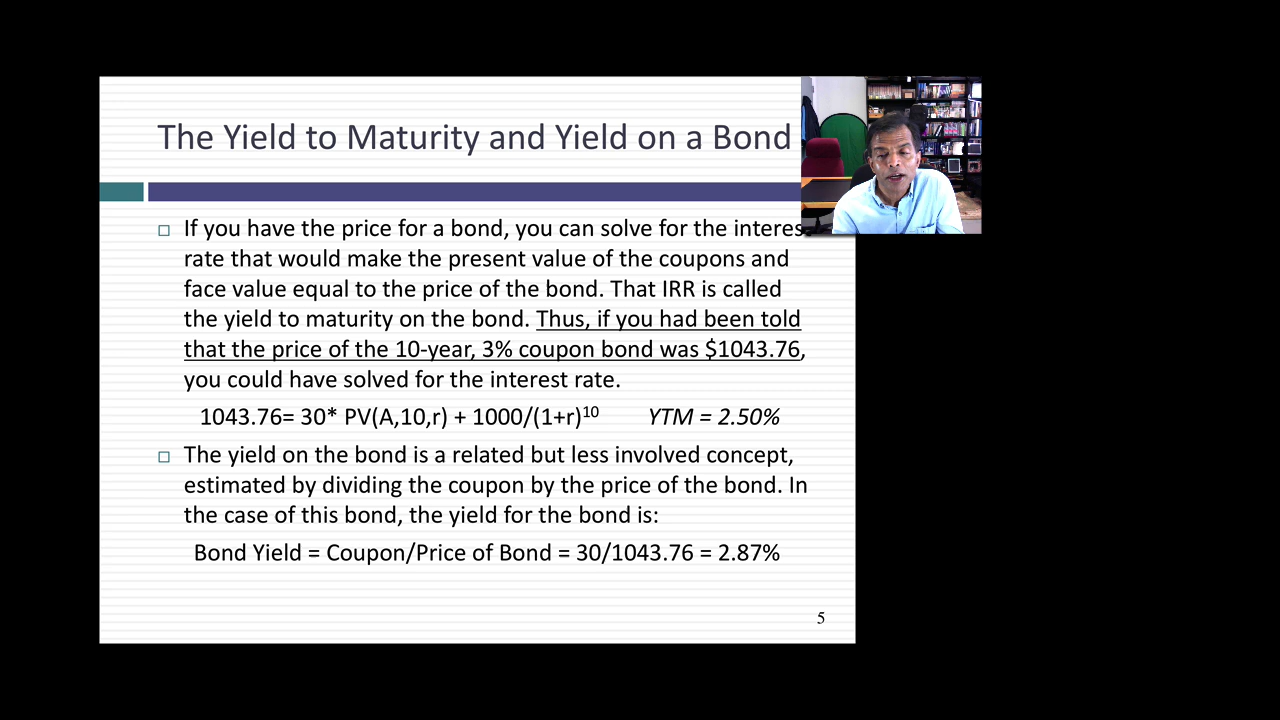 The Yield to Maturity and Yield on a Bond
If you have the price for a bond, you can solve for the interes
rate that would make the present value of the coupons and
face value equal to the price of the bond. That IRR is called
the yield to maturity on the bond. Thus, if you had been told
that the price of the 10-year, 3% coupon bond was $1043.76,
you could have solved for the interest rate.
1043.76= 30* PV(A,10,r) + 1000/(1+r)¹⁰ YTM = 2.50%
The yield on the bond is a related but less involved concept,
estimated by dividing the coupon by the price of the bond. In
the case of this bond, the yield for the bond is:
Bond Yield = Coupon/Price of Bond = 30/1043.76 = 2.87%
5